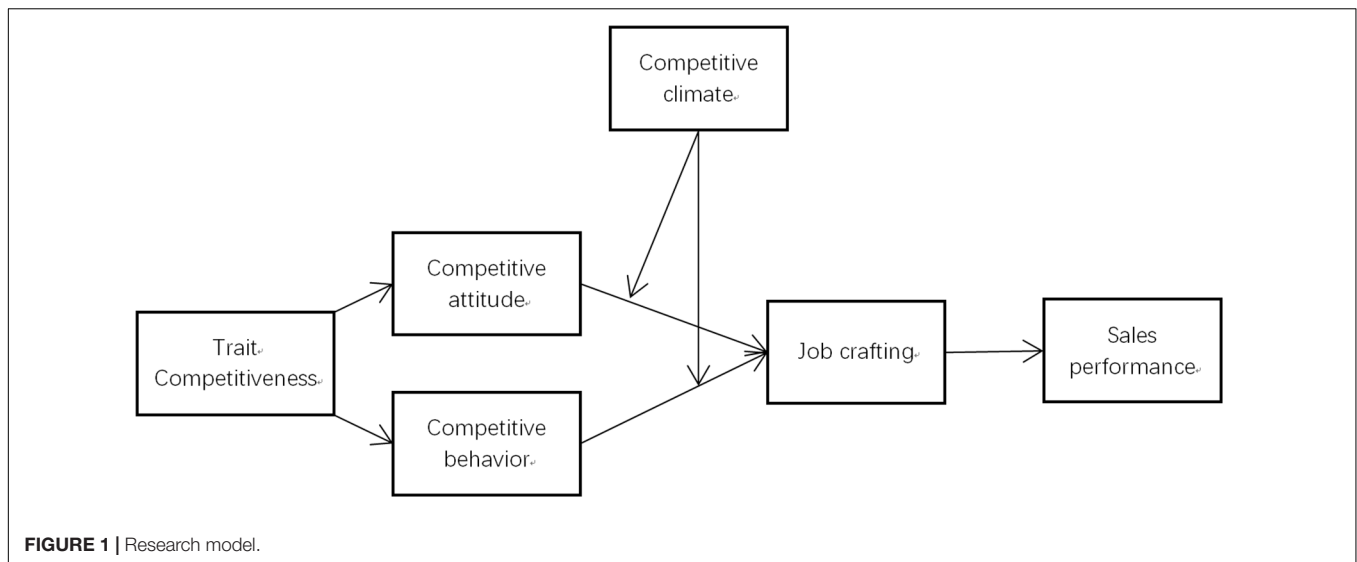 Competitive
climate
Competitive
attitude
Trait
Competitiveness
Job crafting
Sales
performance
Competitive
behavior
FIGURE 1 | Research model.